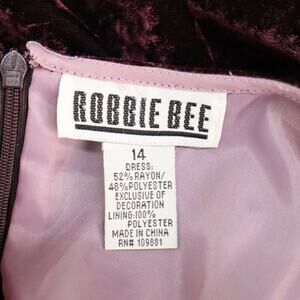 ROBBIE BEE
14
DRESS:
52% RAYON/
48% POLYESTER
EXCLUSIVE OF
DECORATION
LINING:100%
POLYESTER
MADE IN CHINA
RN# 109881